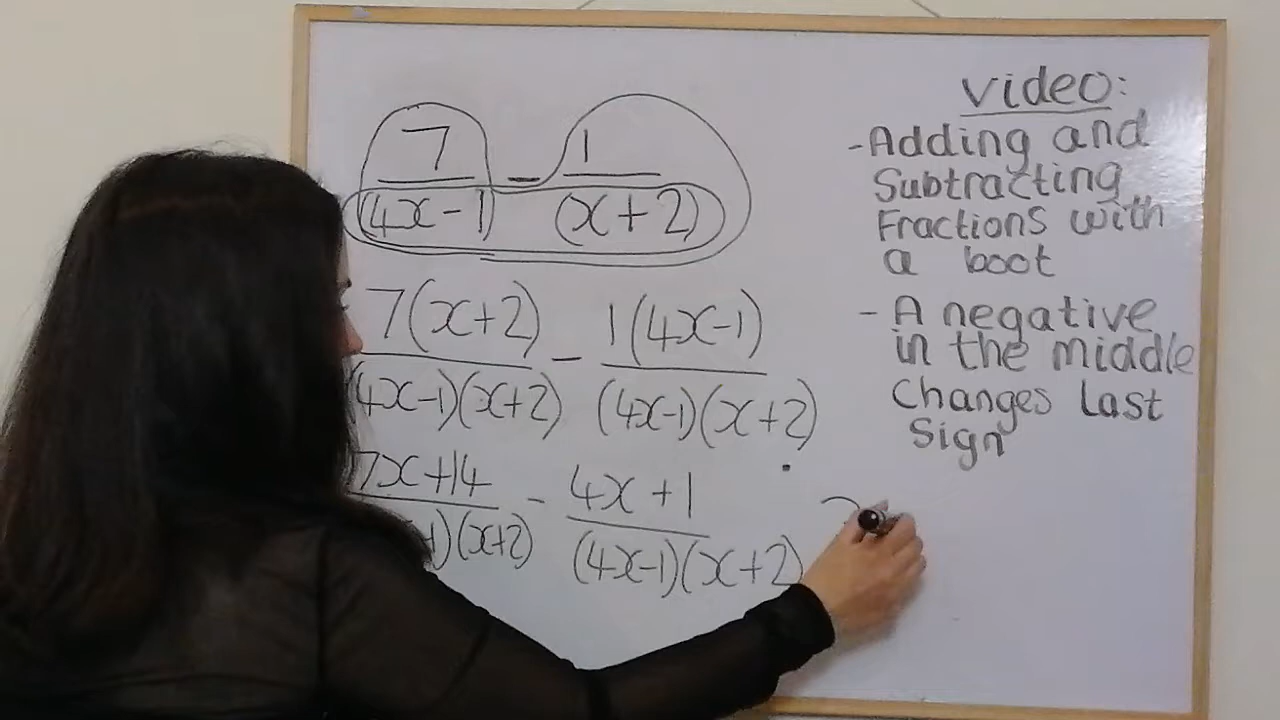 7 - 1
(4x-1) (x+2)
7(x+2) - 1(4x-1)
(4x-1)(x+2) (4x-1)(x+2)
7x+14 - 4x+1
1)(x+2) (4x-1)(x+2)
Video:
-Adding and
Subtracting
Fractions with
a boot
- A negative
in the middle
Changes Last
Sign